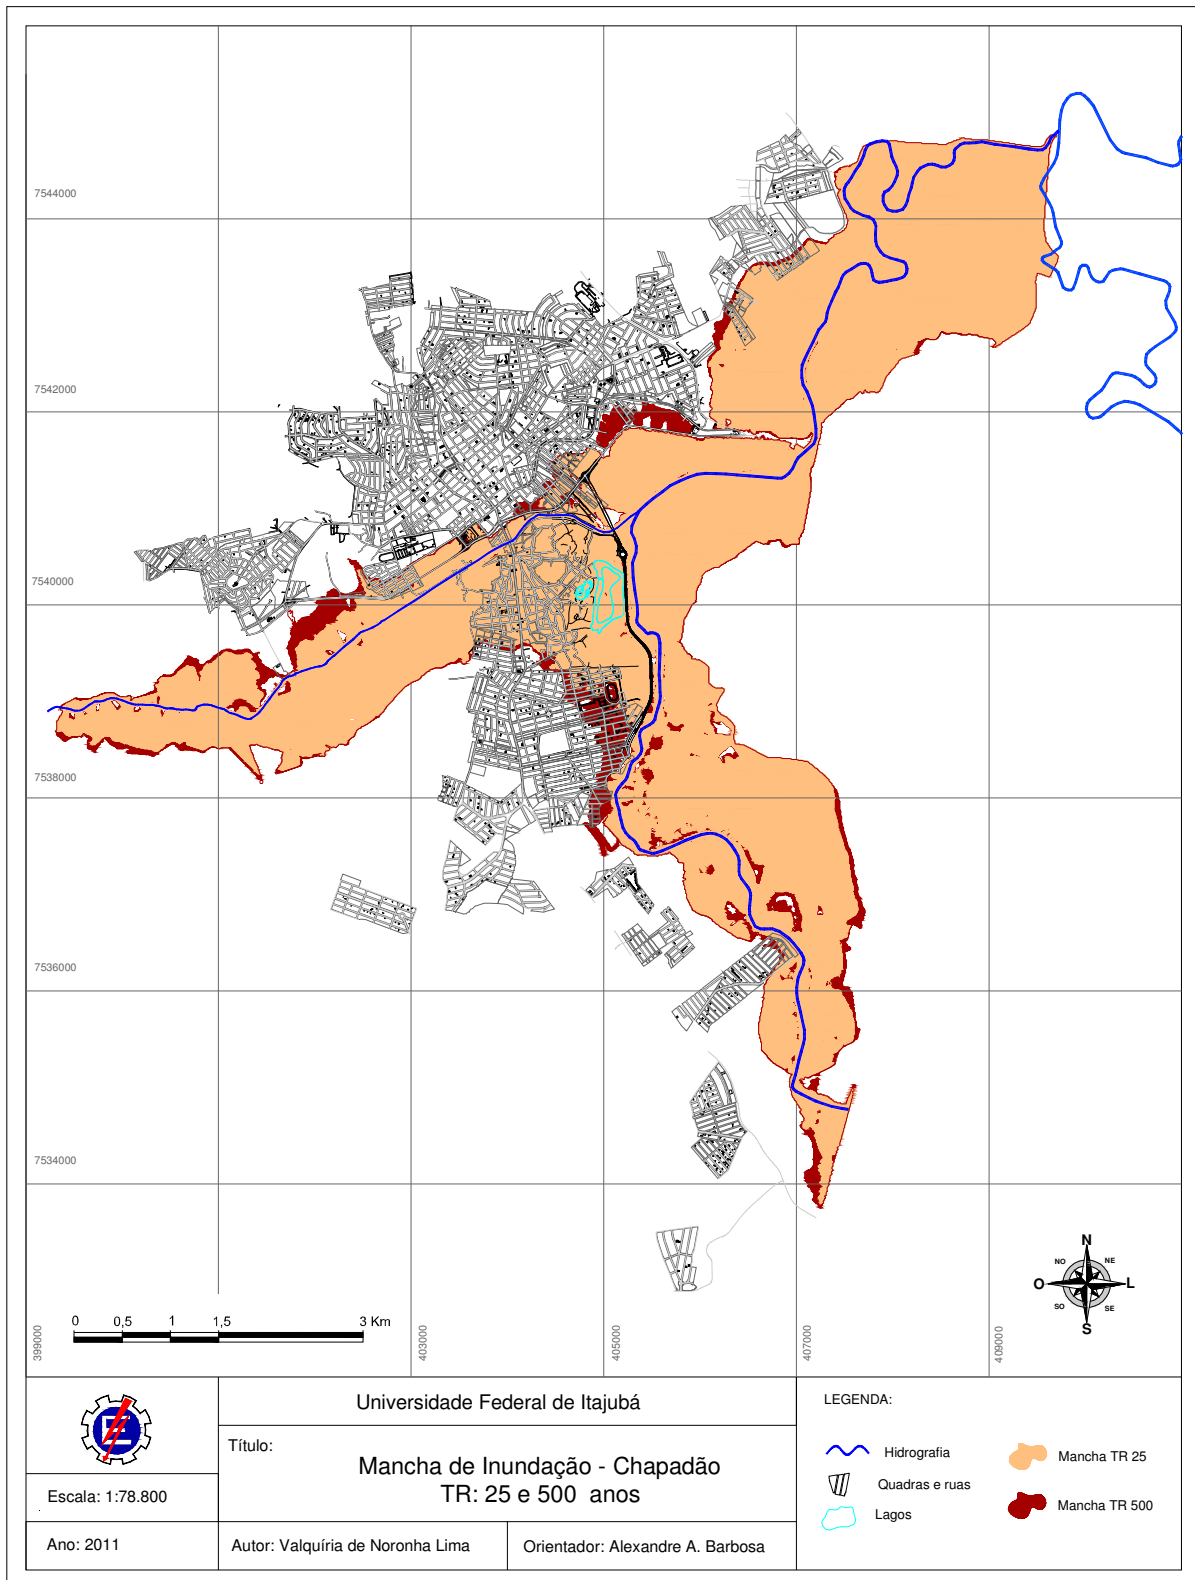 7544000
7542000
7540000
7538000
7536000
7534000
399000
403000
405000
407000
409000
0 0,5 1 1,5 3 Km
N
NO NE
O L
SO SE
S
Universidade Federal de Itajubá
Título:
Mancha de Inundação - Chapadão
TR: 25 e 500 anos
Escala: 1:78.800
Ano: 2011
Autor: Valquíria de Noronha Lima
Orientador: Alexandre A. Barbosa
LEGENDA:
Hidrografia
Quadras e ruas
Lagos
Mancha TR 25
Mancha TR 500